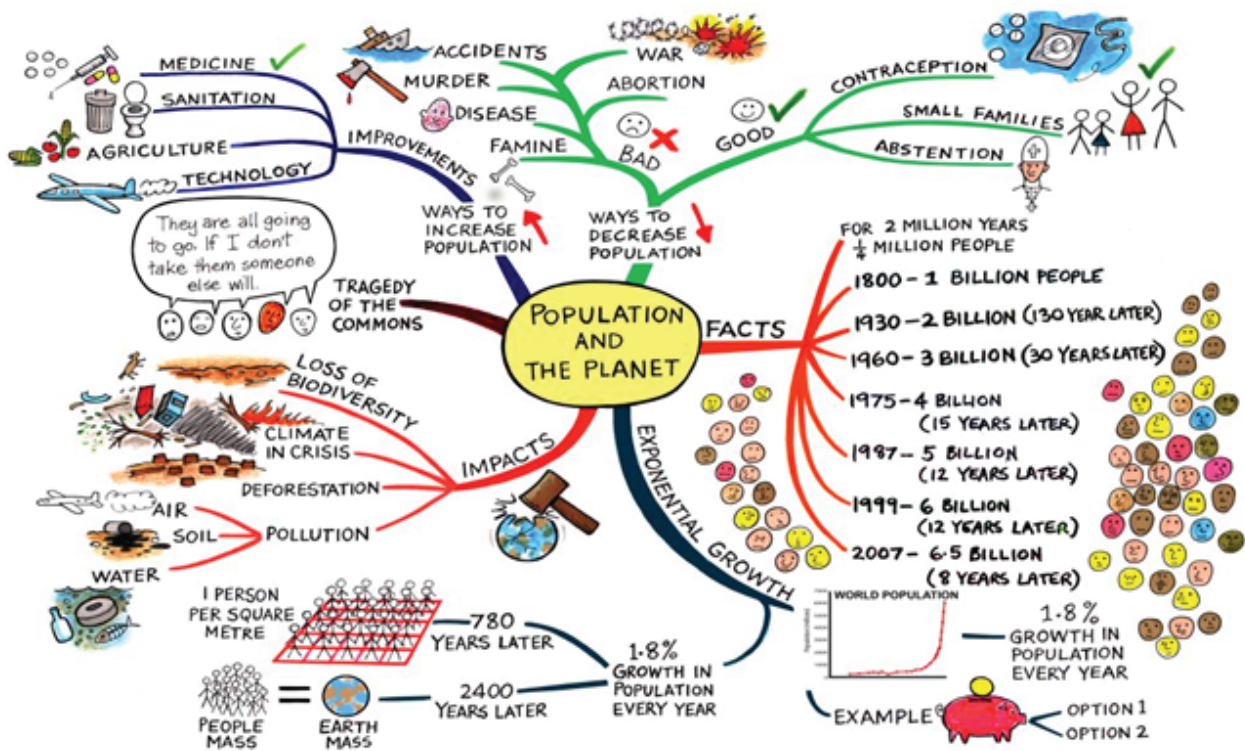 POPULATION
AND
THE PLANET
WAYS TO
INCREASE
POPULATION
IMPROVEMENTS
MEDICINE
SANITATION
AGRICULTURE
TECHNOLOGY
WAYS TO
DECREASE
POPULATION
BAD
ACCIDENTS
MURDER
DISEASE
FAMINE
WAR
ABORTION
GOOD
CONTRACEPTION
SMALL FAMILIES
ABSTENTION
FACTS
FOR 2 MILLION YEARS
1/4 MILLION PEOPLE
1800 - 1 BILLION PEOPLE
1930 - 2 BILLION (130 YEAR LATER)
1960 - 3 BILLION (30 YEARS LATER)
1975 - 4 BILLION
(15 YEARS LATER)
1987 - 5 BILLION
(12 YEARS LATER)
1999 - 6 BILLION
(12 YEARS LATER)
2007 - 6.5 BILLION
(8 YEARS LATER)
EXPONENTIAL GROWTH
WORLD POPULATION
1.8%
GROWTH IN
POPULATION
EVERY YEAR
EXAMPLE
OPTION 1
OPTION 2
1.8%
GROWTH IN
POPULATION
EVERY YEAR
780
YEARS LATER
1 PERSON
PER SQUARE
METRE
2400
YEARS LATER
PEOPLE
MASS
=
EARTH
MASS
IMPACTS
LOSS OF
BIODIVERSITY
CLIMATE
IN CRISIS
DEFORESTATION
POLLUTION
AIR
SOIL
WATER
TRAGEDY
OF THE
COMMONS
They are all going
to go. If I don't
take them someone
else will.